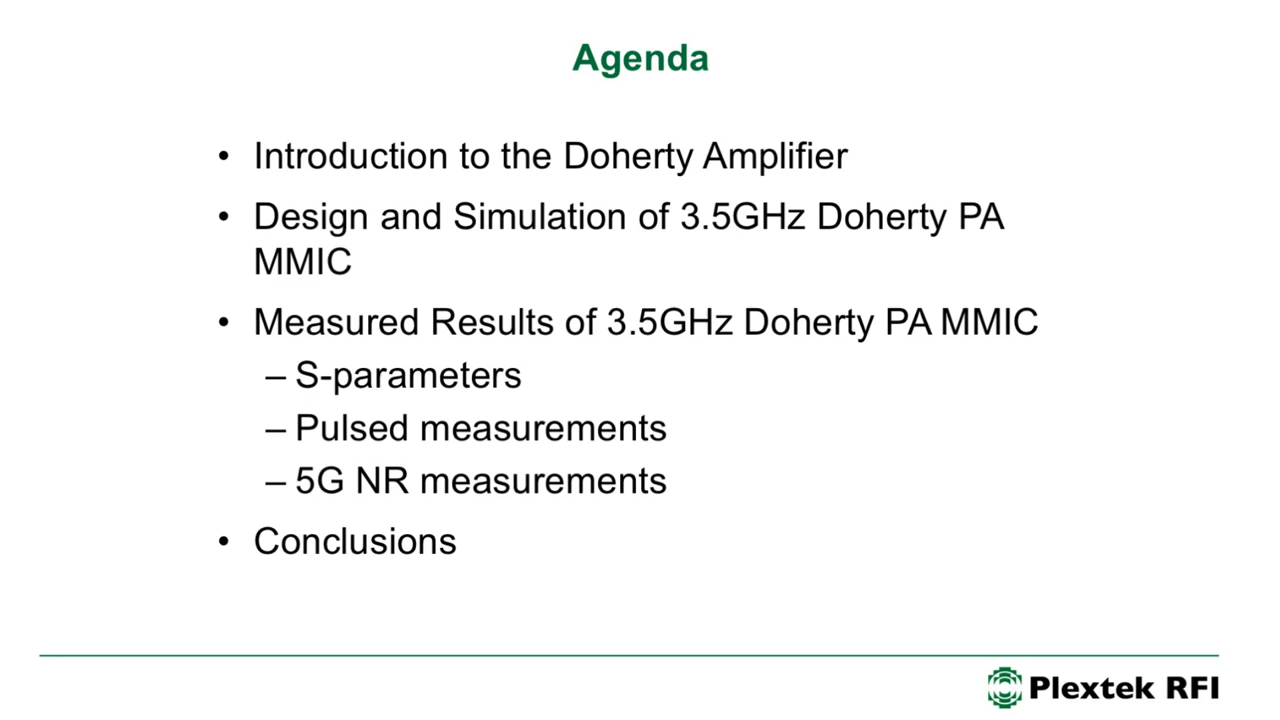 Agenda
• Introduction to the Doherty Amplifier
• Design and Simulation of 3.5GHz Doherty PA
MMIC
• Measured Results of 3.5GHz Doherty PA MMIC
– S-parameters
– Pulsed measurements
– 5G NR measurements
• Conclusions
Plextek RFI